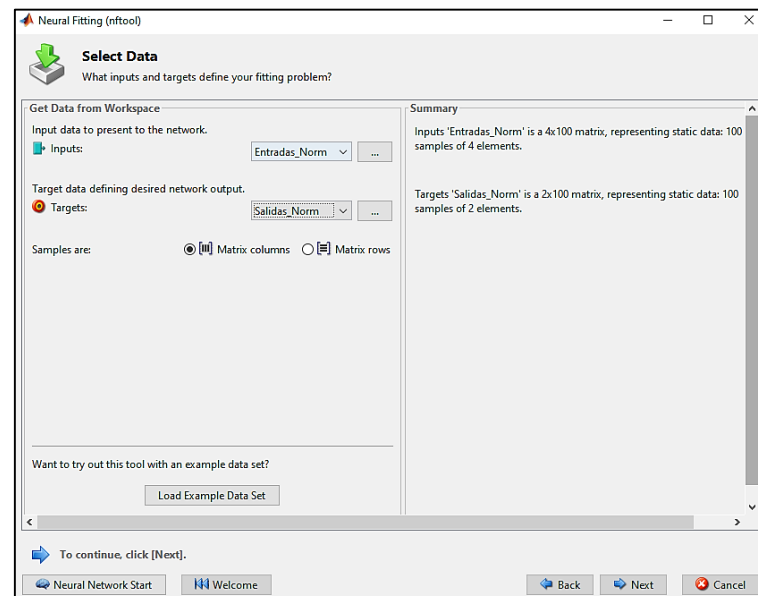 Neural Fitting (nftool)
Select Data
What inputs and targets define your fitting problem?
Get Data from Workspace
Input data to present to the network.
Inputs:
Entradas_Norm
...
Target data defining desired network output.
Targets:
Salidas_Norm
...
Samples are:
Matrix columns
Matrix rows
Want to try out this tool with an example data set?
Load Example Data Set
Summary
Inputs 'Entradas_Norm' is a 4x100 matrix, representing static data: 100
samples of 4 elements.
Targets 'Salidas_Norm' is a 2x100 matrix, representing static data: 100
samples of 2 elements.
To continue, click [Next].
Neural Network Start
Welcome
Back
Next
Cancel